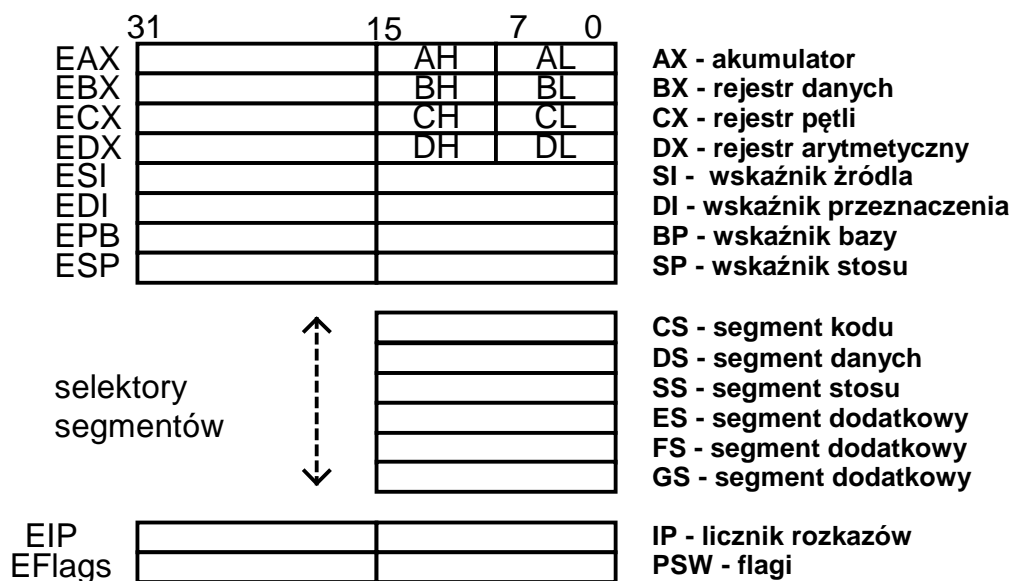 31 15 7 0
EAX AH AL AX - akumulator
EBX BH BL BX - rejestr danych
ECX CH CL CX - rejestr pętli
EDX DH DL DX - rejestr arytmetyczny
ESI SI - wskaźnik żródla
EDI DI - wskaźnik przeznaczenia
EPB BP - wskaźnik bazy
ESP SP - wskaźnik stosu
CS - segment kodu
DS - segment danych
selektory SS - segment stosu
segmentów ES - segment dodatkowy
FS - segment dodatkowy
GS - segment dodatkowy
EIP IP - licznik rozkazów
EFlags PSW - flagi